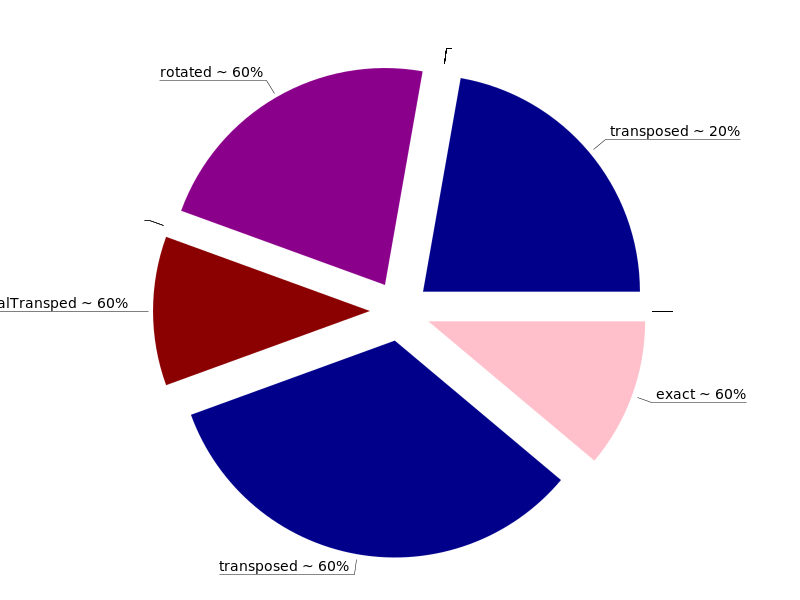 rotated ~ 60%
transposed ~ 20%
alTransped ~ 60%
exact ~ 60%
transposed ~ 60%